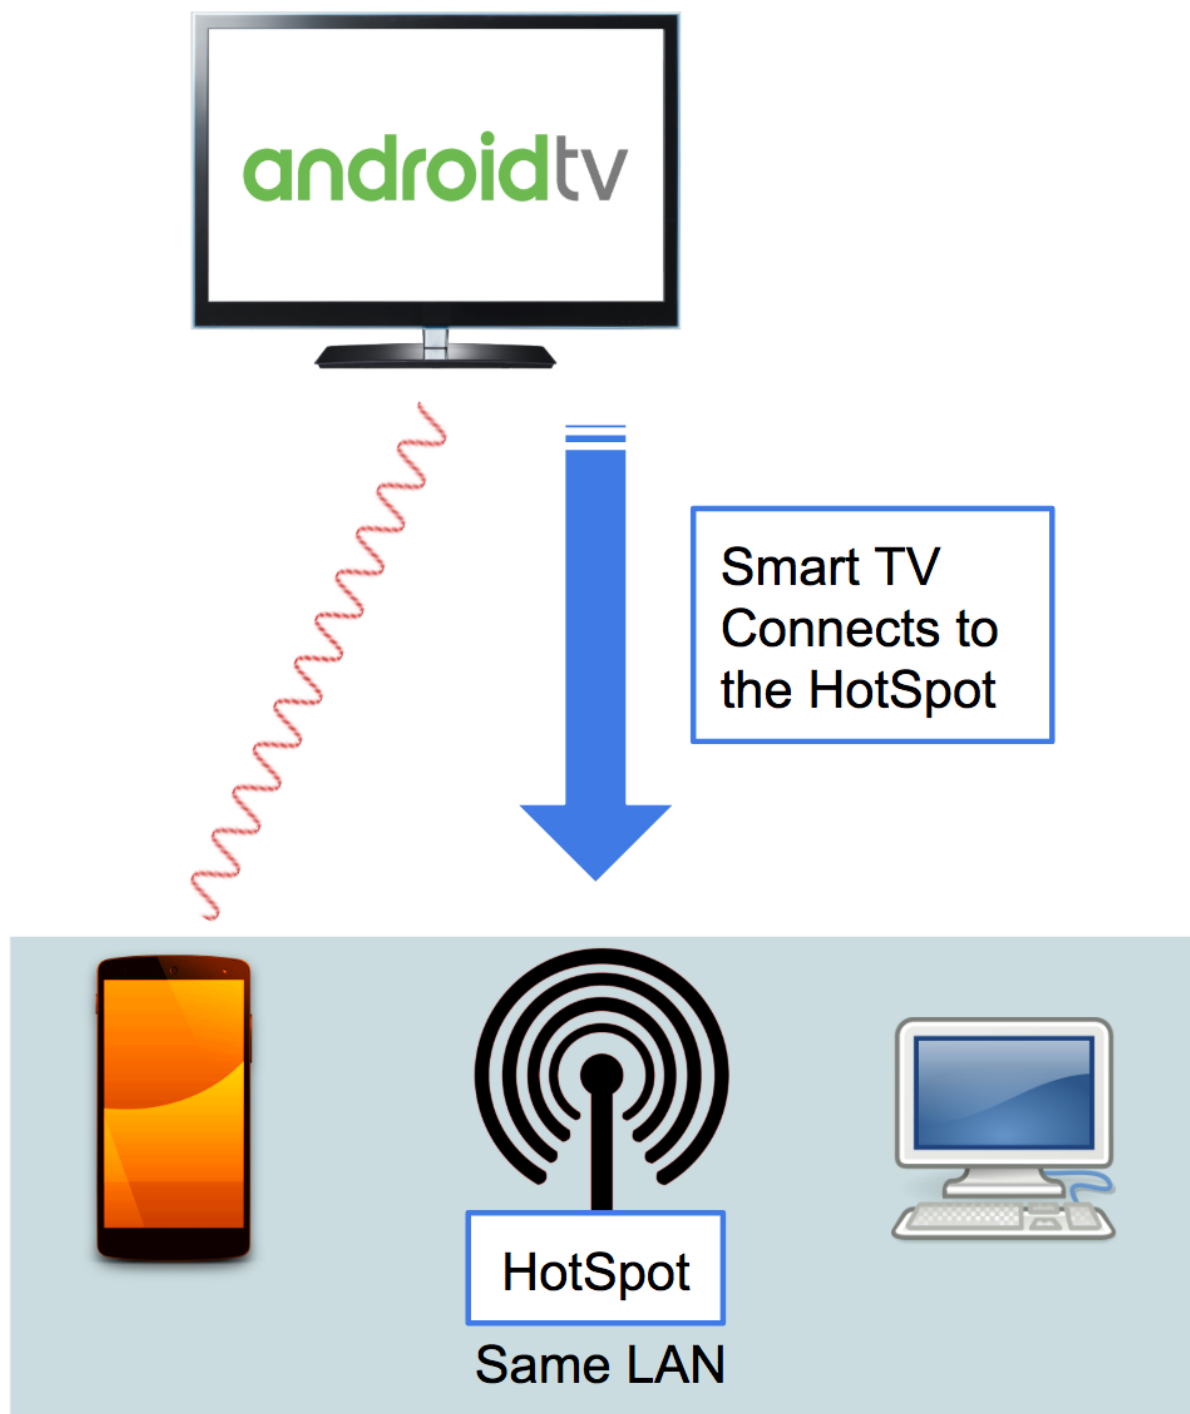 androidtv
Smart TV
Connects to
the HotSpot
HotSpot
Same LAN